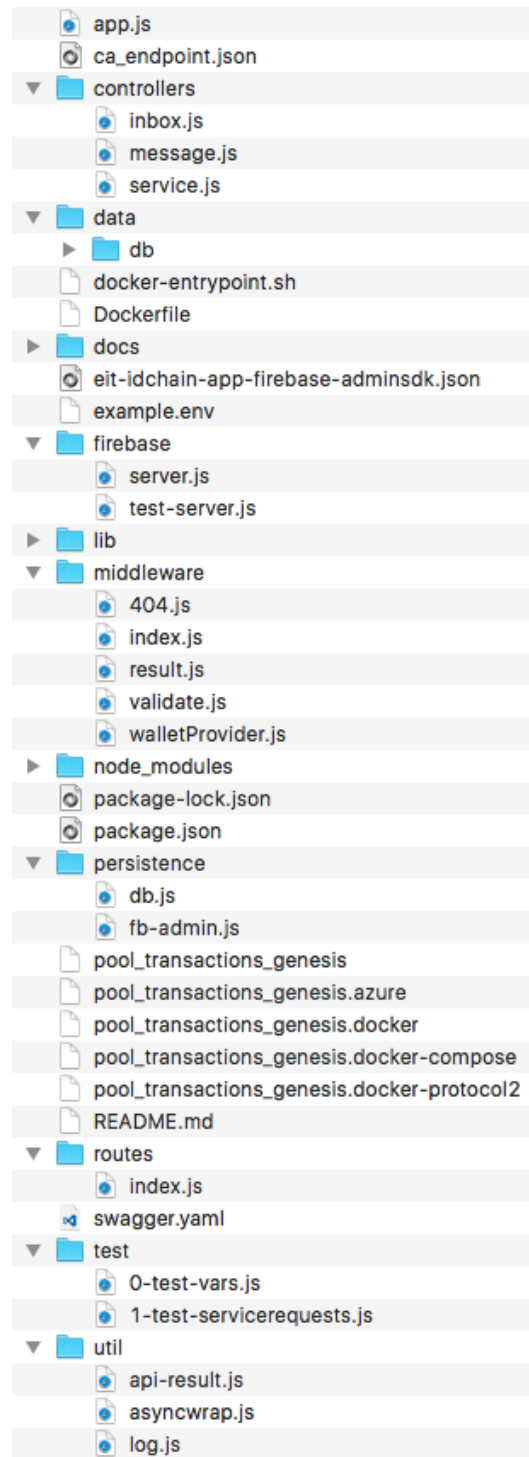 app.js
ca_endpoint.json
controllers
inbox.js
message.js
service.js
data
db
docker-entrypoint.sh
Dockerfile
docs
eit-idchain-app-firebase-adminsdk.json
example.env
firebase
server.js
test-server.js
lib
middleware
404.js
index.js
result.js
validate.js
walletProvider.js
node_modules
package-lock.json
package.json
persistence
db.js
fb-admin.js
pool_transactions_genesis
pool_transactions_genesis.azure
pool_transactions_genesis.docker
pool_transactions_genesis.docker-compose
pool_transactions_genesis.docker-protocol2
README.md
routes
index.js
swagger.yaml
test
0-test-vars.js
1-test-servicerequests.js
util
api-result.js
asyncwrap.js
log.js